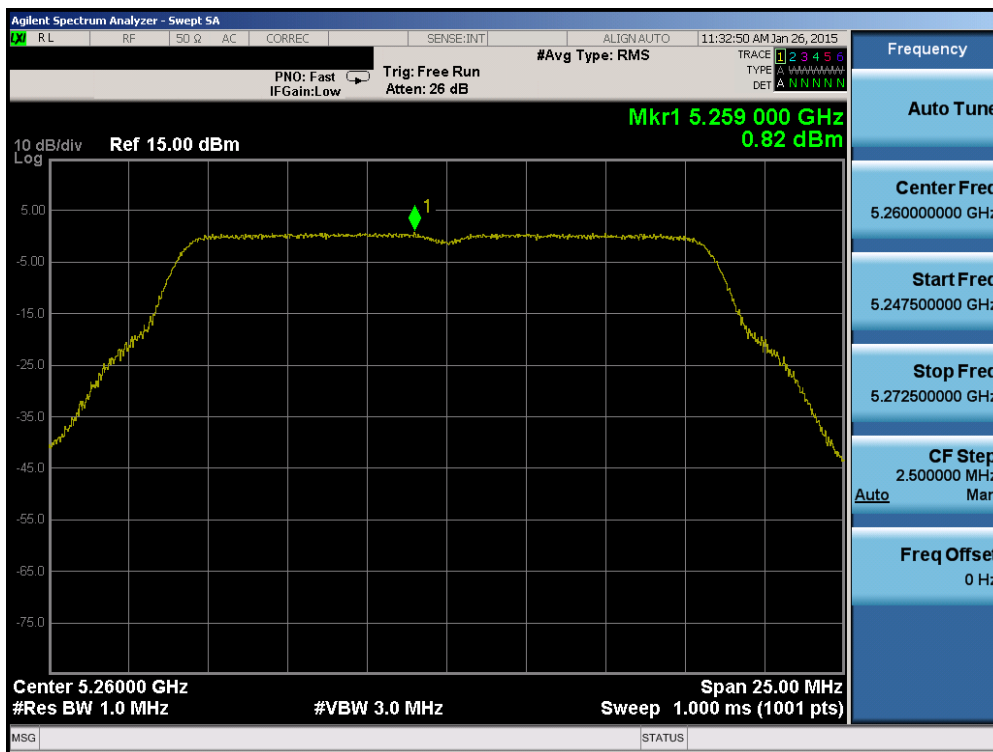 Agilent Spectrum Analyzer - Swept SA
LXI RL RF 50 Ω AC CORREC SENSE:INT ALIGN AUTO 11:32:50 AM Jan 26, 2015
#Avg Type: RMS TRACE 1 2 3 4 5 6
PNO: Fast Trig: Free Run TYPE A WWWWW
IFGain:Low Atten: 26 dB DET A N N N N N
Mkr1 5.259 000 GHz
0.82 dBm
10 dB/div Ref 15.00 dBm
Log
1
5.00
-5.00
-15.0
-25.0
-35.0
-45.0
-55.0
-65.0
-75.0
Center 5.26000 GHz Span 25.00 MHz
#Res BW 1.0 MHz #VBW 3.0 MHz Sweep 1.000 ms (1001 pts)
MSG STATUS
Frequency
Auto Tune
Center Freq
5.260000000 GHz
Start Freq
5.247500000 GHz
Stop Freq
5.272500000 GHz
CF Step
2.500000 MHz
Auto Man
Freq Offset
0 Hz